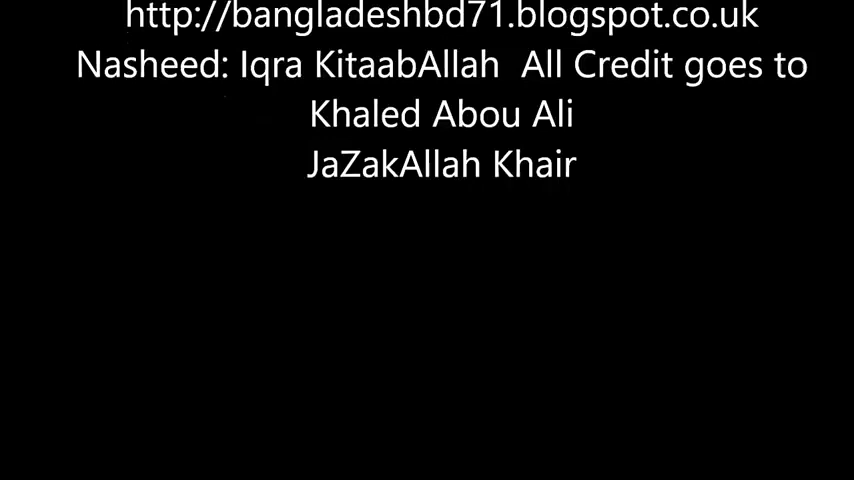 http://bangladeshbd71.blogspot.co.uk
Nasheed: Iqra KitaabAllah  All Credit goes to
Khaled Abou Ali
JaZakAllah Khair